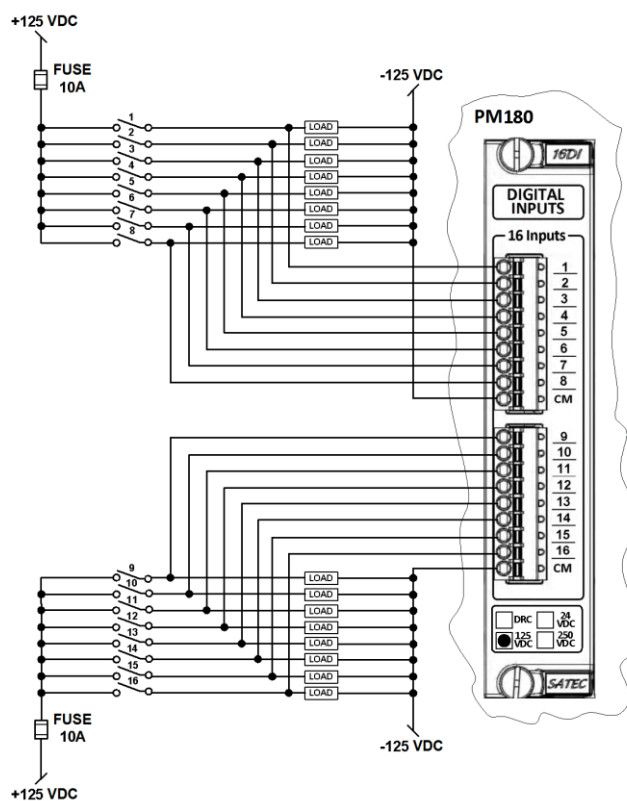 +125 VDC
FUSE
10A
-125 VDC
1
2
3
4
5
6
7
8
LOAD
LOAD
LOAD
LOAD
LOAD
LOAD
LOAD
LOAD
PM180
16DI
DIGITAL
INPUTS
16 Inputs
1
2
3
4
5
6
7
8
CM
9
10
11
12
13
14
15
16
CM
9
10
11
12
13
14
15
16
LOAD
LOAD
LOAD
LOAD
LOAD
LOAD
LOAD
LOAD
DRC
24
VDC
125
VDC
250
VDC
SATEC
FUSE
10A
-125 VDC
+125 VDC